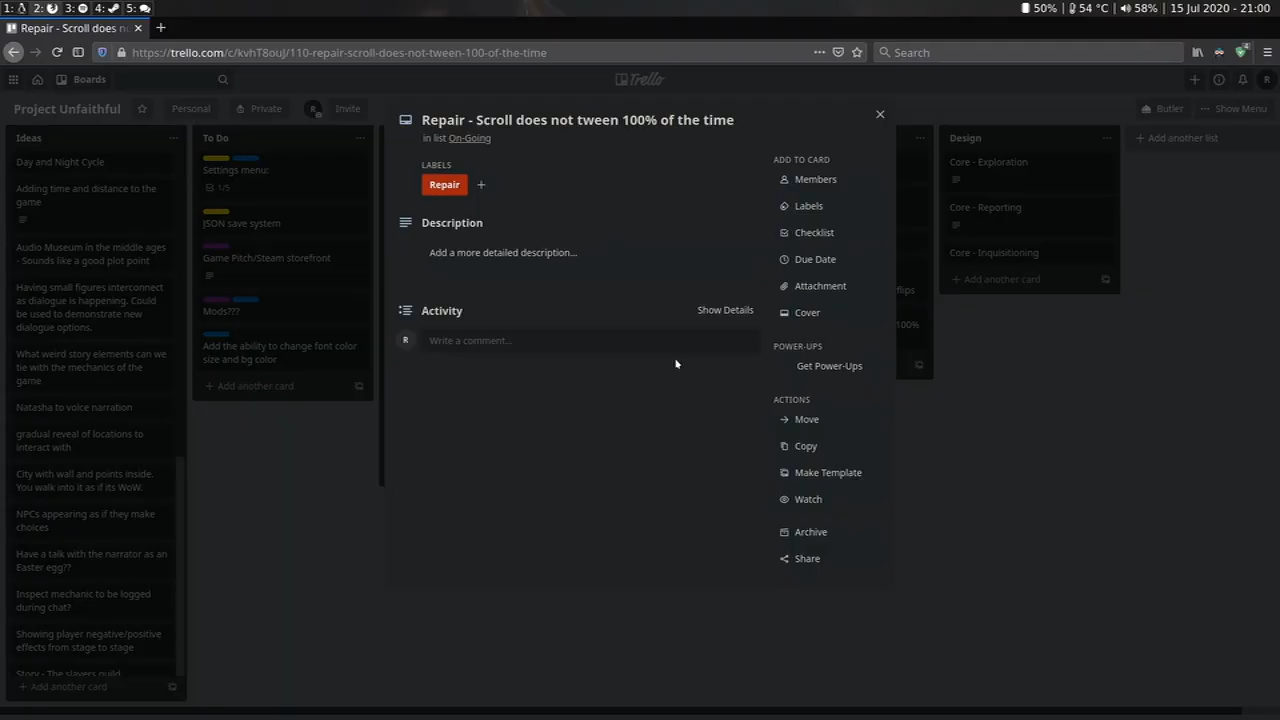 1: 2: 3: 4: 5:
50% 54 °C 58% 15 Jul 2020 - 21:00
Repair - Scroll does n
https://trello.com/c/kvhT8ouJ/110-repair-scroll-does-not-tween-100-of-the-time
Search
4
Boards
Trello
R
Project Unfaithful
Personal
Private
R
Invite
Butler
Show Menu
Ideas
Day and Night Cycle
Adding time and distance to the
game
Audio Museum in the middle ages
- Sounds like a good plot point
Having small figures interconnect
as dialogue is happening. Could
be used to demonstrate new
dialogue options.
What weird story elements can we
tie with the mechanics of the
game
Natasha to voice narration
gradual reveal of locations to
interact with
City with wall and points inside.
You walk into it as if its WoW.
NPCs appearing as if they make
choices
Have a talk with the narrator as an
Easter egg??
Inspect mechanic to be logged
during chat?
Showing player negative/positive
effects from stage to stage
Story - The slayers guild
+ Add another card
To Do
Settings menu:
1/5
JSON save system
Game Pitch/Steam storefront
Mods???
Add the ability to change font color
size and bg color
+ Add another card
Repair - Scroll does not tween 100% of the time
in list On-Going
LABELS
Repair +
Description
Add a more detailed description...
Activity
Show Details
R
Write a comment...
ADD TO CARD
Members
Labels
Checklist
Due Date
Attachment
Cover
POWER-UPS
Get Power-Ups
ACTIONS
Move
Copy
Make Template
Watch
Archive
Share
flips
100%
Design
Core - Exploration
Core - Reporting
Core - Inquisitioning
+ Add another card
+ Add another list